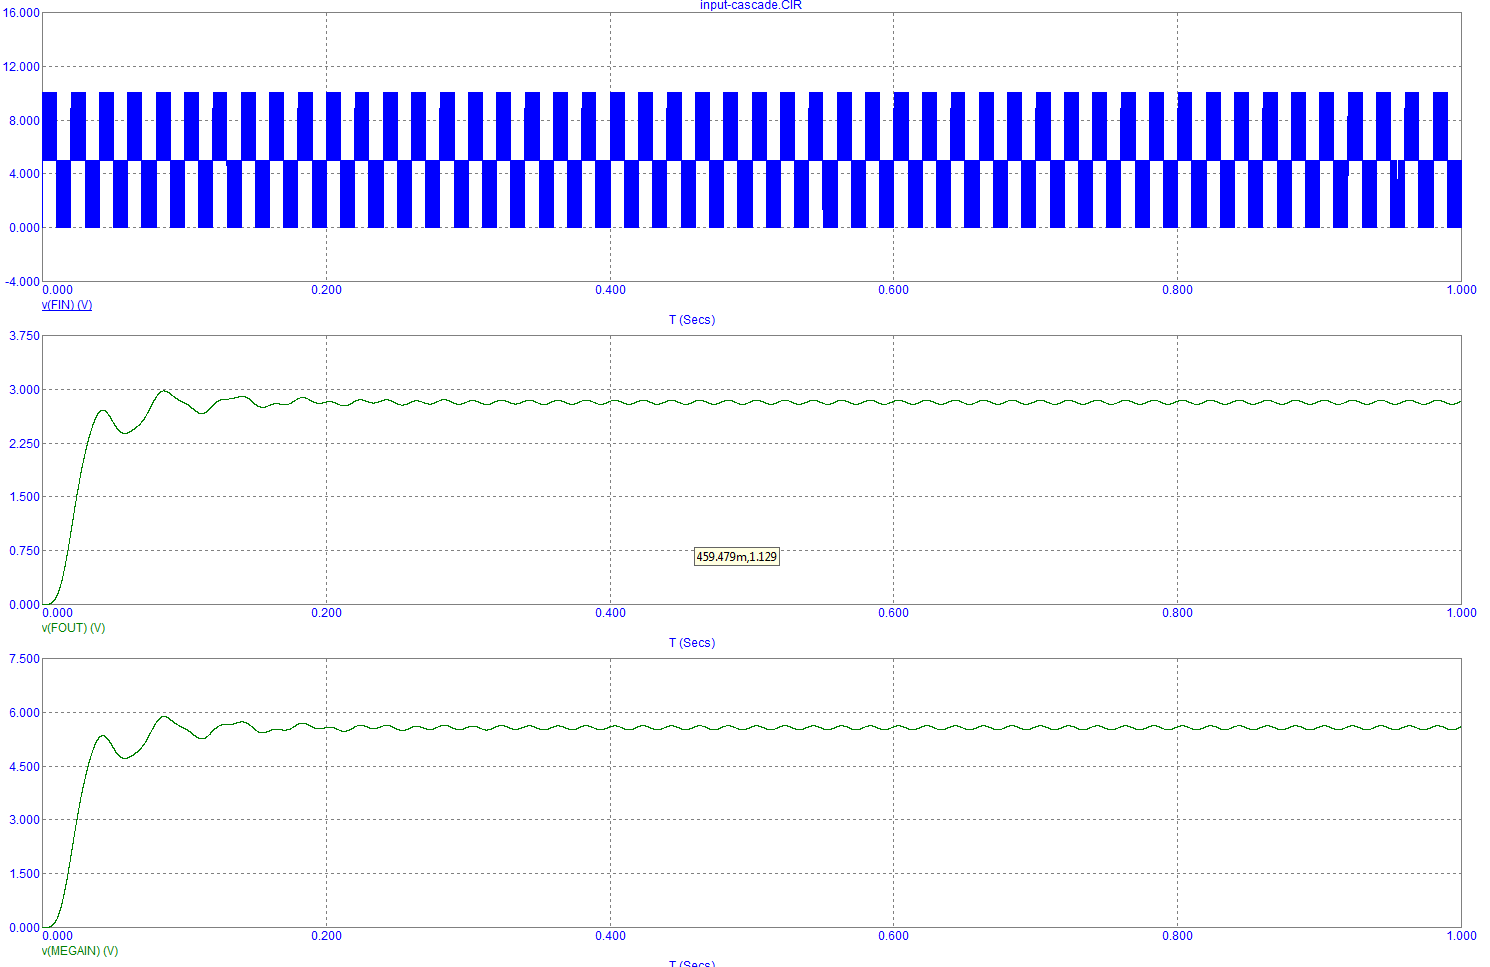 input-cascade.CIR
16.000
12.000
8.000
4.000
0.000
-4.000
0.000 0.200 0.400 0.600 0.800 1.000
v(FIN) (V)
T (Secs)
3.750
3.000
2.250
1.500
0.750
459.479m,1.129
0.000
0.000 0.200 0.400 0.600 0.800 1.000
v(FOUT) (V)
T (Secs)
7.500
6.000
4.500
3.000
1.500
0.000
0.000 0.200 0.400 0.600 0.800 1.000
v(MEGAIN) (V)
T (Secs)